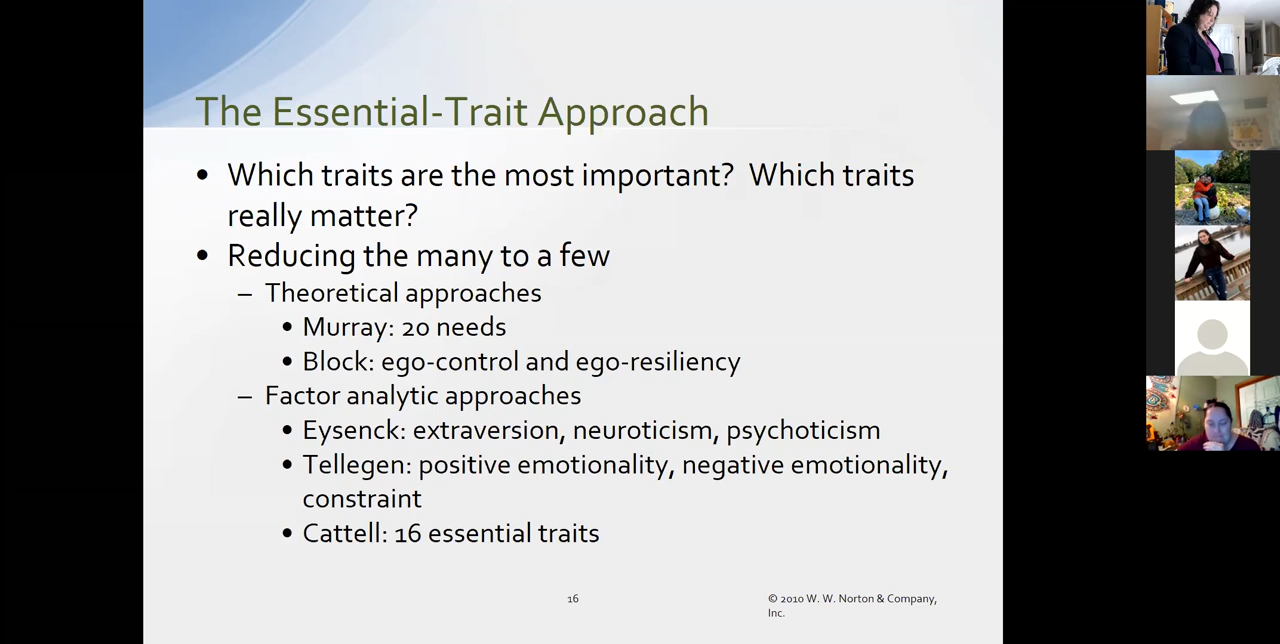 The Essential-Trait Approach
• Which traits are the most important?  Which traits
really matter?
• Reducing the many to a few
– Theoretical approaches
• Murray: 20 needs
• Block: ego-control and ego-resiliency
– Factor analytic approaches
• Eysenck: extraversion, neuroticism, psychoticism
• Tellegen: positive emotionality, negative emotionality,
constraint
• Cattell: 16 essential traits
16
© 2010 W. W. Norton & Company,
Inc.